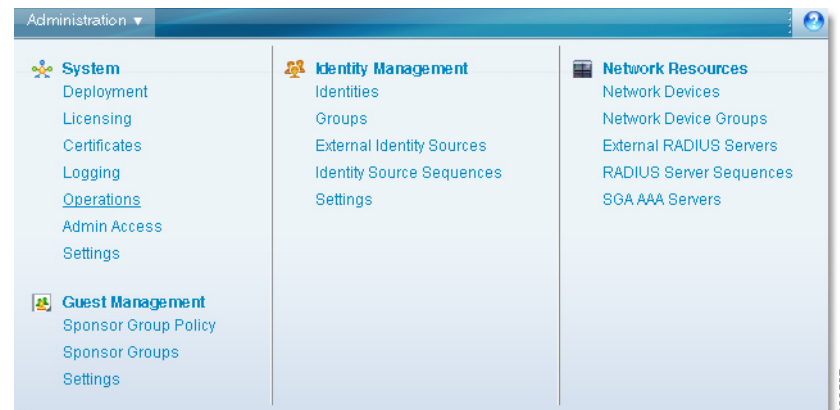 Administration ▼
System
Deployment
Licensing
Certificates
Logging
Operations
Admin Access
Settings
Guest Management
Sponsor Group Policy
Sponsor Groups
Settings
Identity Management
Identities
Groups
External Identity Sources
Identity Source Sequences
Settings
Network Resources
Network Devices
Network Device Groups
External RADIUS Servers
RADIUS Server Sequences
SGA AAA Servers